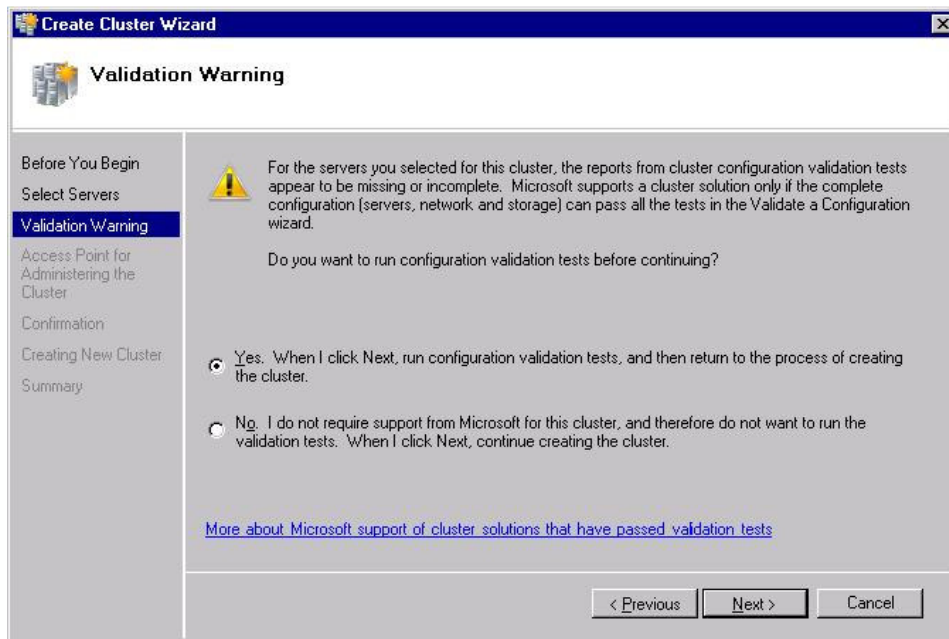 Create Cluster Wizard
Validation Warning
Before You Begin
Select Servers
Validation Warning
Access Point for
Administering the
Cluster
Confirmation
Creating New Cluster
Summary
For the servers you selected for this cluster, the reports from cluster configuration validation tests
appear to be missing or incomplete. Microsoft supports a cluster solution only if the complete
configuration (servers, network and storage) can pass all the tests in the Validate a Configuration
wizard.
Do you want to run configuration validation tests before continuing?
Yes. When I click Next, run configuration validation tests, and then return to the process of creating
the cluster.
No. I do not require support from Microsoft for this cluster, and therefore do not want to run the
validation tests. When I click Next, continue creating the cluster.
More about Microsoft support of cluster solutions that have passed validation tests
< Previous
Next >
Cancel